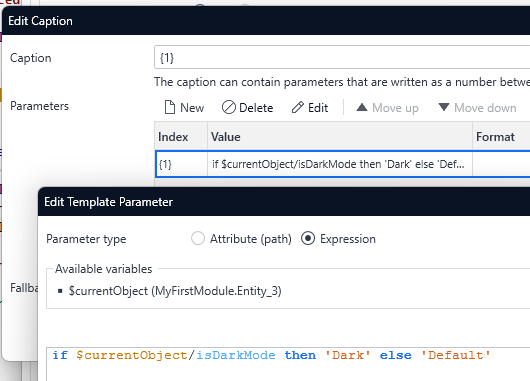 Edit Caption
Caption
{1}
The caption can contain parameters that are written as a number betwe
Parameters
New Delete Edit Move up Move down
Index Value Format
{1} if $currentObject/isDarkMode then 'Dark' else 'Def...
Edit Template Parameter
Parameter type Attribute (path) Expression
Available variables
Fallba
▪ $currentObject (MyFirstModule.Entity_3)
if $currentObject/isDarkMode then 'Dark' else 'Default'